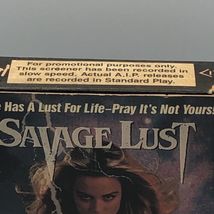 For promotional purposes only.
This screener has been recorded in
slow speed. Actual A.I.P. releases
are recorded in Standard Play.
Has A Lust For Life-Pray It's Not Yours!
SAVAGE LUST